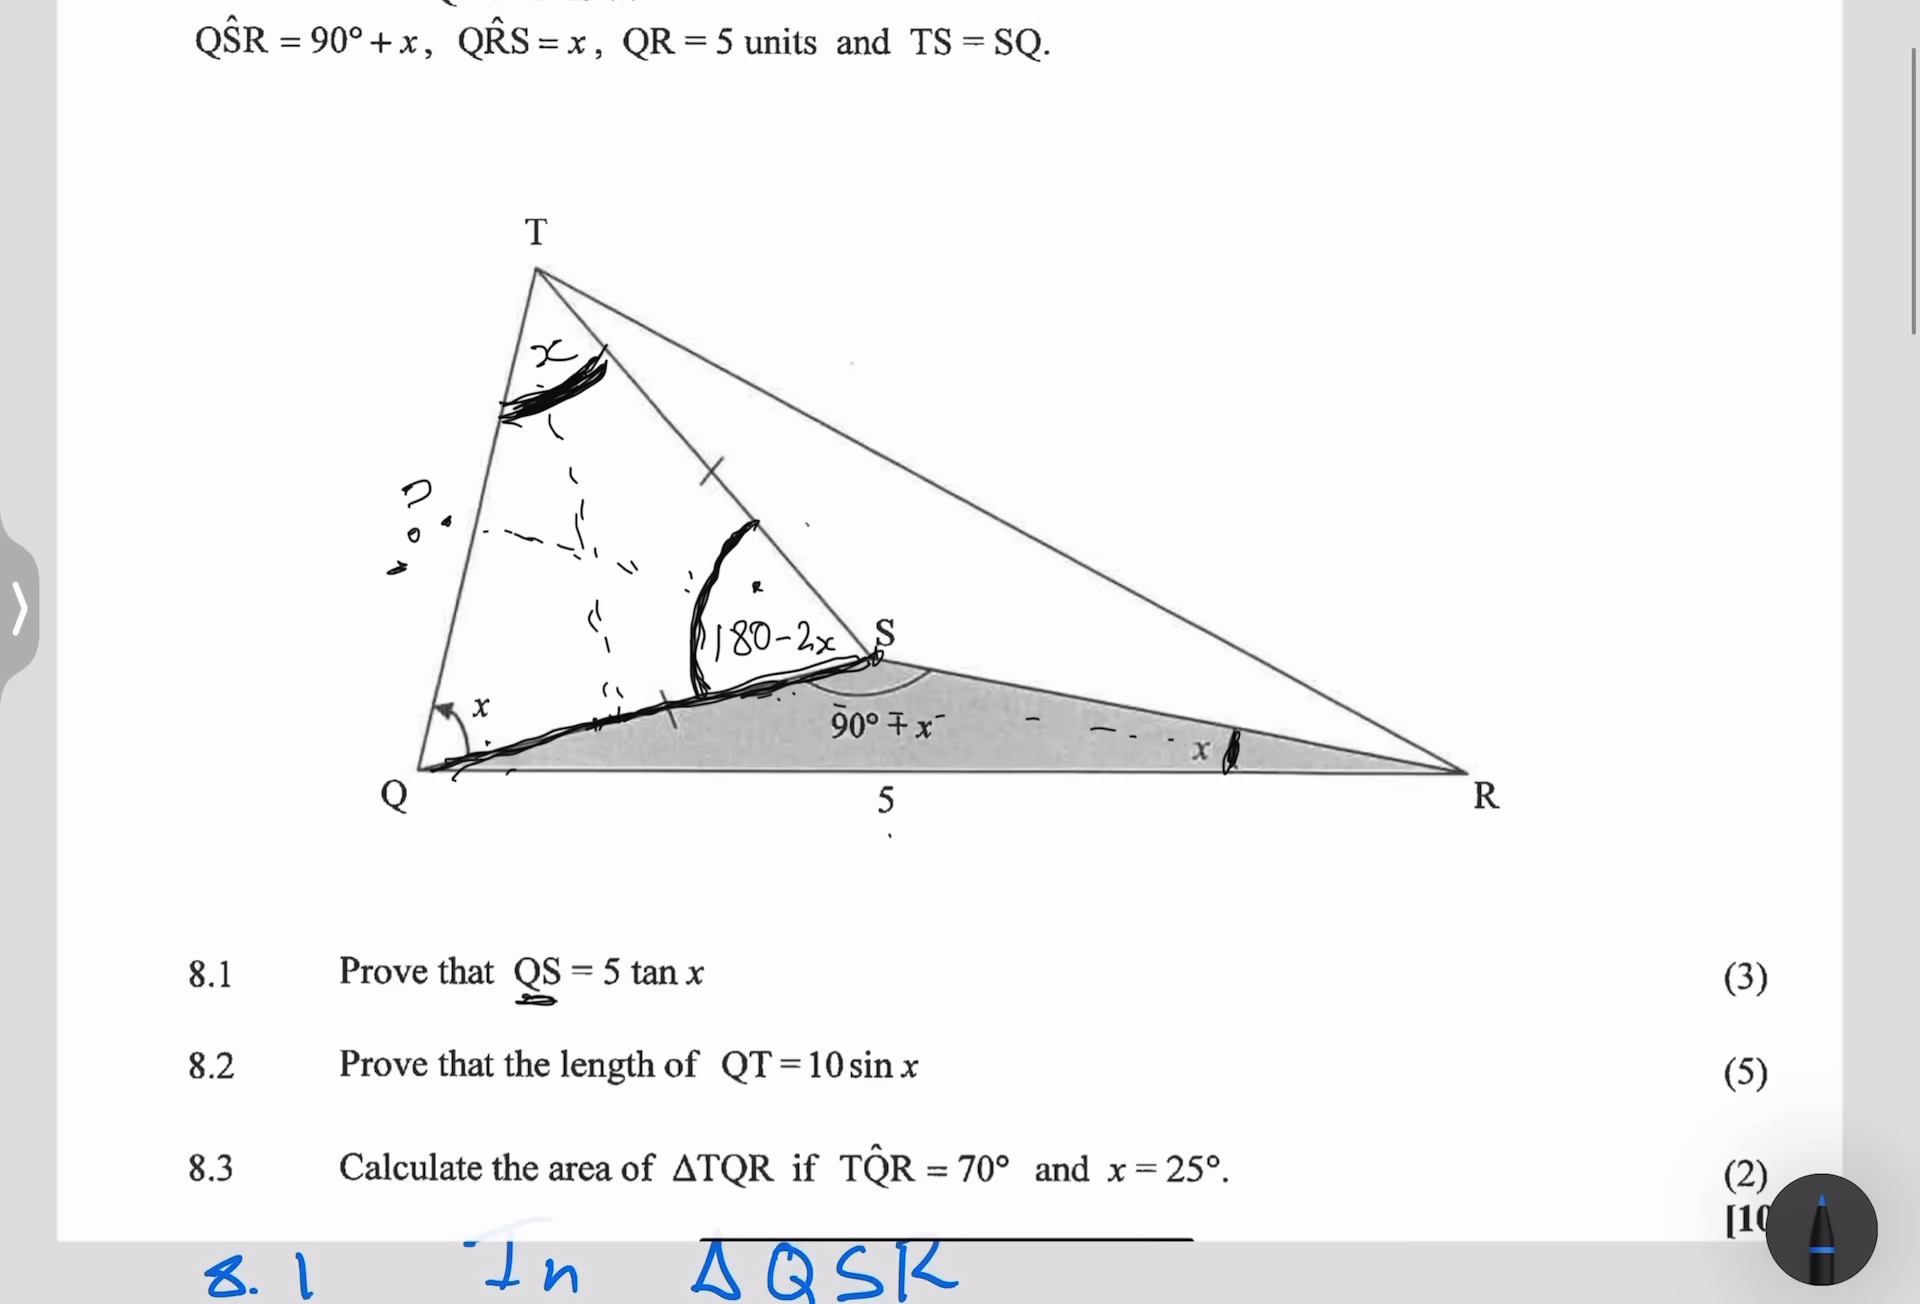 QŜR = 90° + x, QR̂S = x, QR = 5 units and TS = SQ.
T
x
?
180-2x
S
x
90° + x
x
Q
5
R
8.1 Prove that QS = 5 tan x (3)
8.2 Prove that the length of QT = 10 sin x (5)
8.3 Calculate the area of ΔTQR if TQ̂R = 70° and x = 25°. (2)
8.1 In ΔQSR